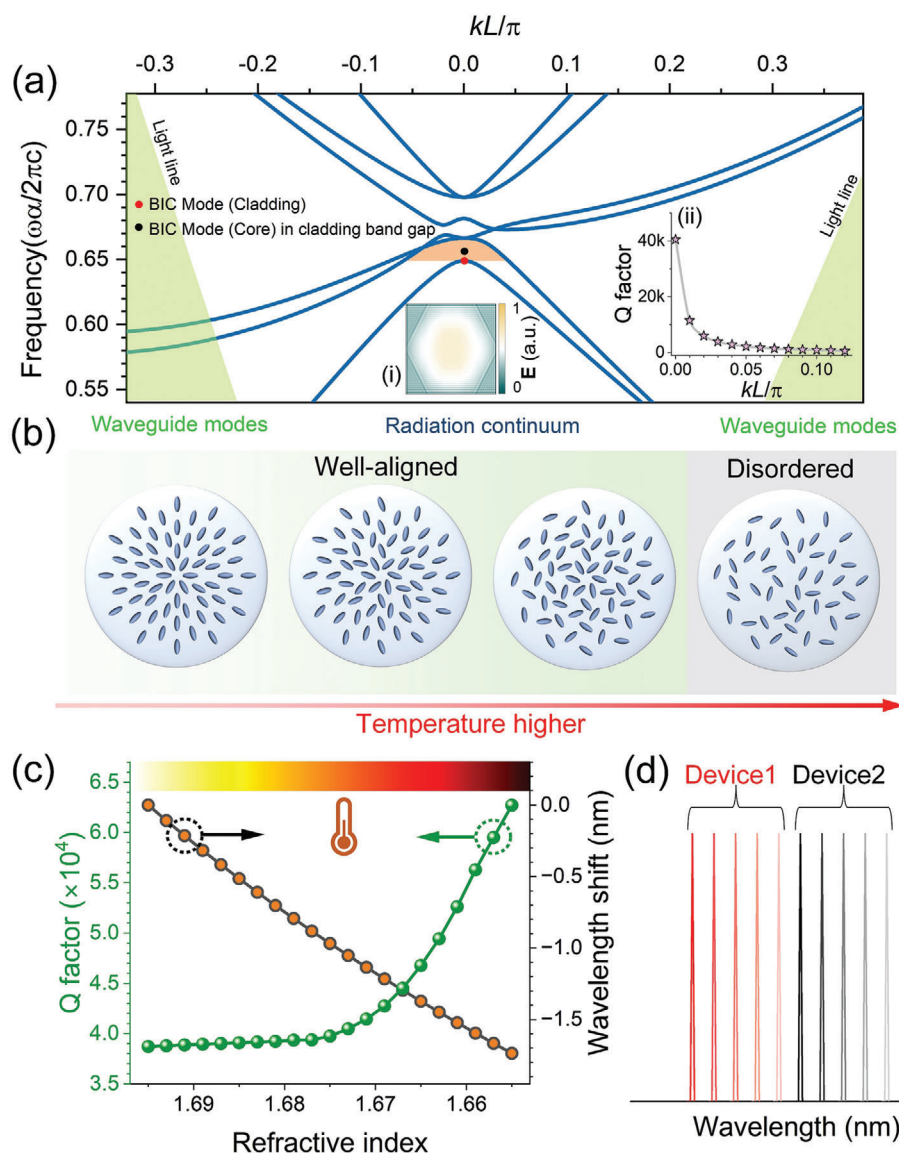 kL/π
-0.3 -0.2 -0.1 0.0 0.1 0.2 0.3
(a)
Frequency(ωα/2πc)
0.75
0.70
0.65
0.60
0.55
Light line
BIC Mode (Cladding)
BIC Mode (Core) in cladding band gap
(i)
1
0
E (a.u.)
(ii)
Q factor
40k
20k
0
0.00 0.05 0.10
kL/π
Light line
Waveguide modes Radiation continuum Waveguide modes
(b)
Well-aligned Disordered
Temperature higher
(c)
Q factor (×10⁴)
6.5
6.0
5.5
5.0
4.5
4.0
3.5
0.0
−0.5
−1.0
−1.5
Wavelength shift (nm)
1.69 1.68 1.67 1.66
Refractive index
(d)
Device1 Device2
Wavelength (nm)